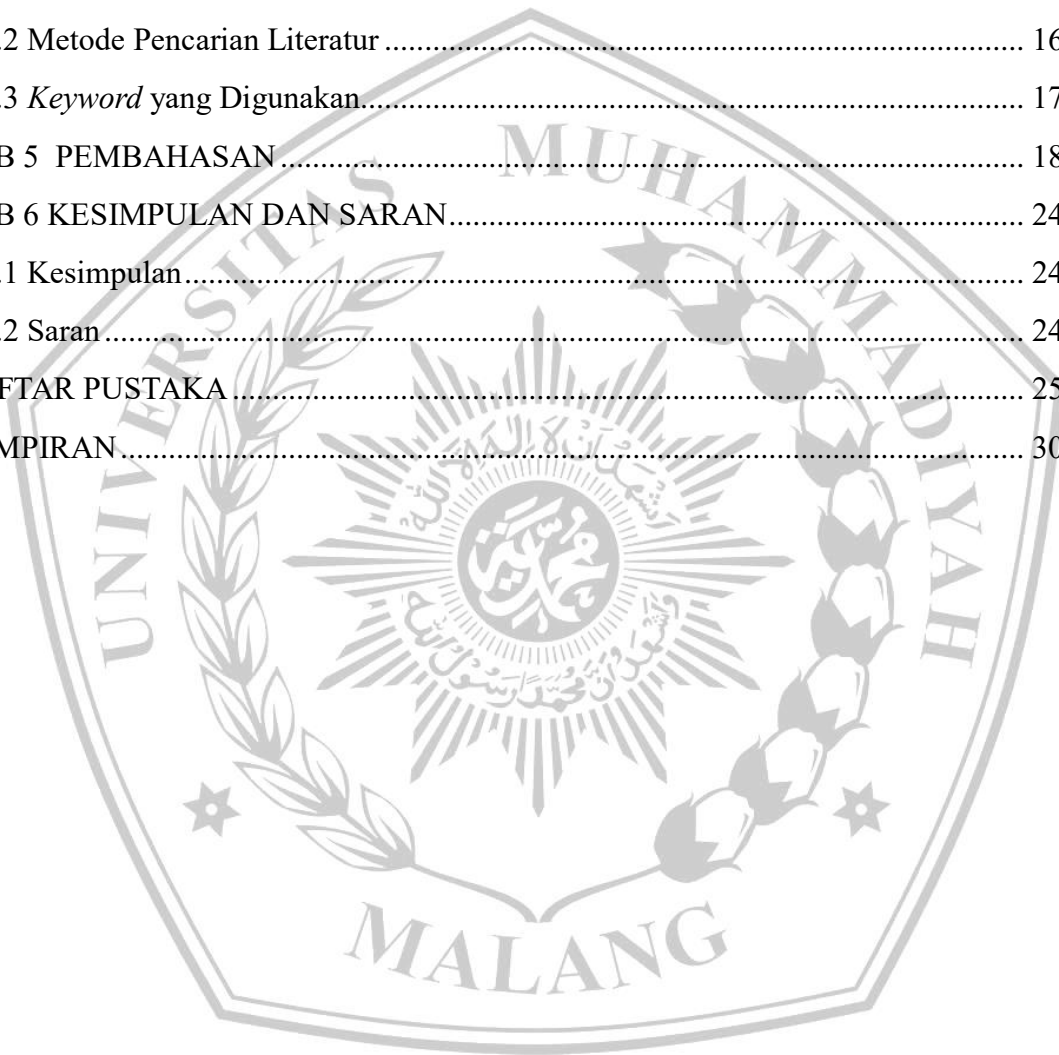 .2 Metode Pencarian Literatur ........................ 16
.3 Keyword yang Digunakan ........................ 17
B 5 PEMBAHASAN ........................ 18
B 6 KESIMPULAN DAN SARAN ........................ 24
.1 Kesimpulan ........................ 24
.2 Saran ........................ 24
FTAR PUSTAKA ........................ 25
MPIRAN ........................ 30
UNIVERSITAS MUHAMMADIYAH
MALANG